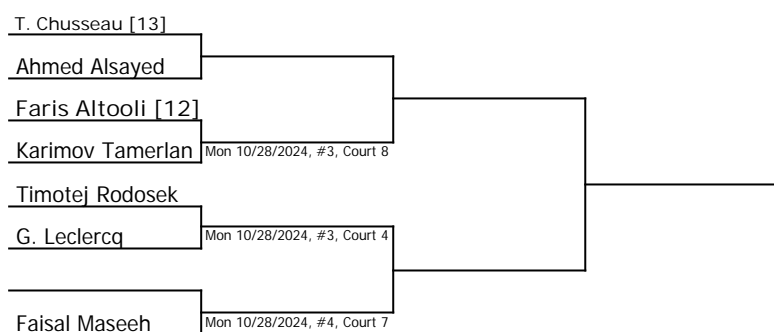 T. Chusseau [13]
Ahmed Alsayed
Faris Altooli [12]
Karimov Tamerlan
Mon 10/28/2024, #3, Court 8
Timotej Rodosek
G. Leclercq
Mon 10/28/2024, #3, Court 4
Faisal Maseeh
Mon 10/28/2024, #4, Court 7